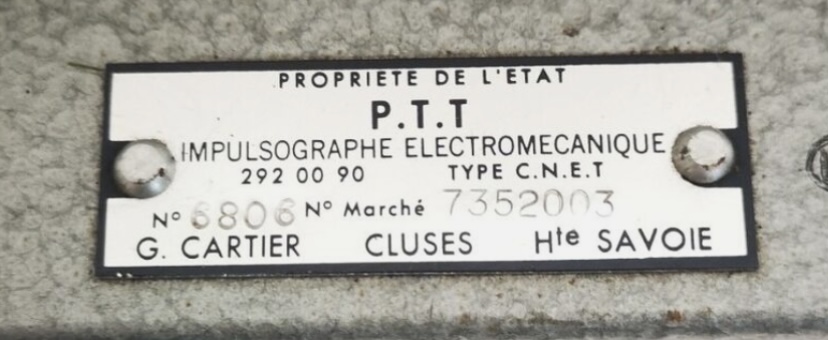 PROPRIETE DE L'ETAT
P.T.T
IMPULSOGRAPHE ELECTROMECANIQUE
292 00 90 TYPE C.N.E.T
N° 6806 N° Marché 7352003
G. CARTIER CLUSES Hte SAVOIE